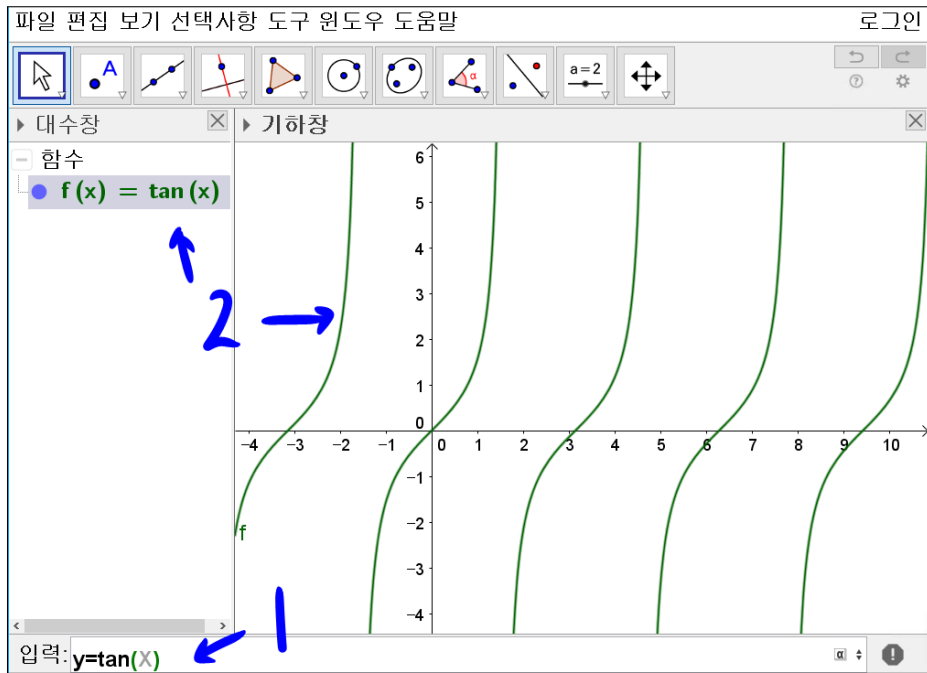 파일 편집 보기 선택사항 도구 윈도우 도움말 로그인
A α a=2
대수창 기하창
함수
f(x) = tan(x)
2
6
5
4
3
2
1
0
-4 -3 -2 -1 0 1 2 3 4 5 6 7 8 9 10
-1
-2
f
-3
-4
1
입력: y=tan(X) α